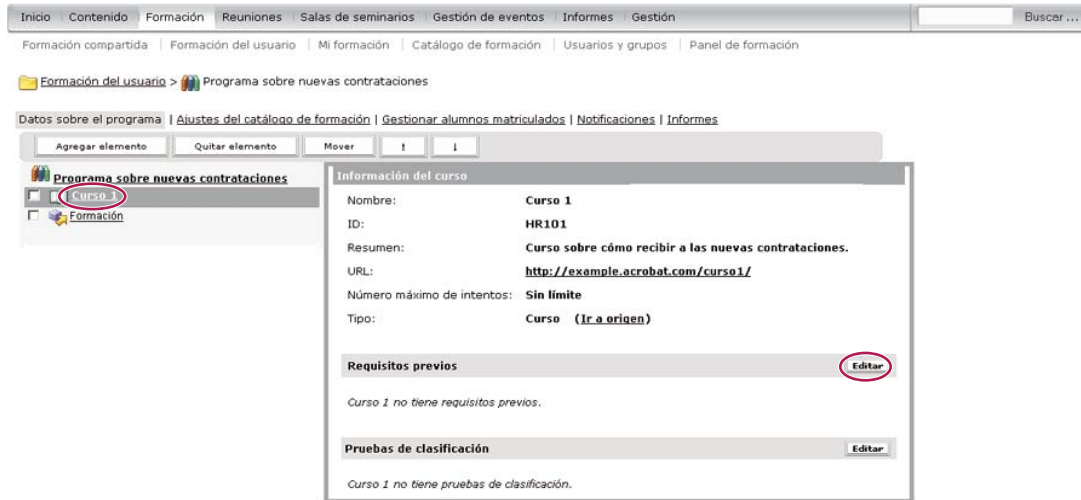 Inicio Contenido Formación Reuniones Salas de seminarios Gestión de eventos Informes Gestión Buscar ...
Formación compartida | Formación del usuario | Mi formación | Catálogo de formación | Usuarios y grupos | Panel de formación
Formación del usuario > Programa sobre nuevas contrataciones
Datos sobre el programa | Ajustes del catálogo de formación | Gestionar alumnos matriculados | Notificaciones | Informes
Agregar elemento Quitar elemento Mover ↑ ↓
Programa sobre nuevas contrataciones
Curso 1
Formación
Información del curso
Nombre: Curso 1
ID: HR101
Resumen: Curso sobre cómo recibir a las nuevas contrataciones.
URL: http://example.acrobat.com/curso1/
Número máximo de intentos: Sin límite
Tipo: Curso (Ir a origen)
Requisitos previos Editar
Curso 1 no tiene requisitos previos.
Pruebas de clasificación Editar
Curso 1 no tiene pruebas de clasificación.